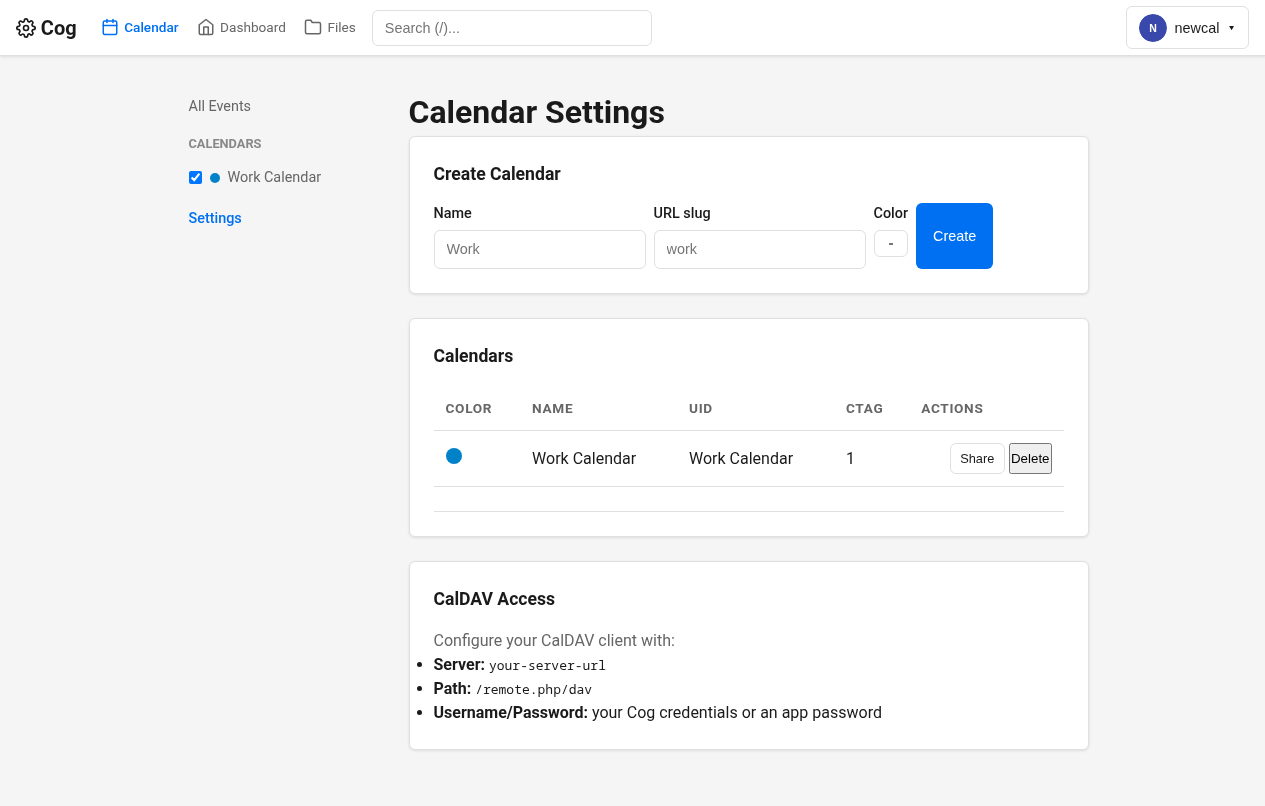 Cog
Calendar
Dashboard
Files
Search (/)...
N
newcal
All Events
CALENDARS
Work Calendar
Settings
Calendar Settings
Create Calendar
Name
URL slug
Color
Work
work
-
Create
Calendars
COLOR NAME UID CTAG ACTIONS
Work Calendar Work Calendar 1 Share Delete
CalDAV Access
Configure your CalDAV client with:
Server: your-server-url
Path: /remote.php/dav
Username/Password: your Cog credentials or an app password